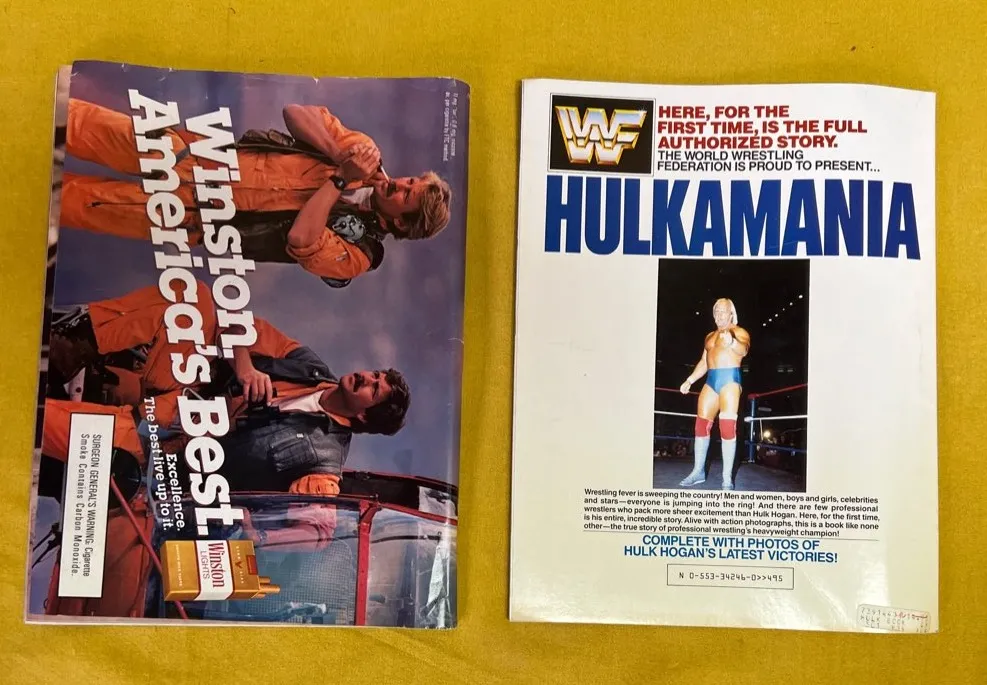 Winston.
America's Best.
Excellence.
The best live up to it.
SURGEON GENERAL'S WARNING: Cigarette
Smoke Contains Carbon Monoxide.
Winston
LIGHTS
WF
HERE, FOR THE
FIRST TIME, IS THE FULL
AUTHORIZED STORY.
THE WORLD WRESTLING
FEDERATION IS PROUD TO PRESENT...
HULKAMANIA
Wrestling fever is sweeping the country! Men and women, boys and girls, celebrities
and stars—everyone is jumping into the ring! And there are few professional
wrestlers who pack more sheer excitement than Hulk Hogan. Here, for the first time,
is his entire, incredible story. Alive with action photographs, this is a book like none
other—the true story of professional wrestling's heavyweight champion!
COMPLETE WITH PHOTOS OF
HULK HOGAN'S LATEST VICTORIES!
N 0-553-34246-0>>495